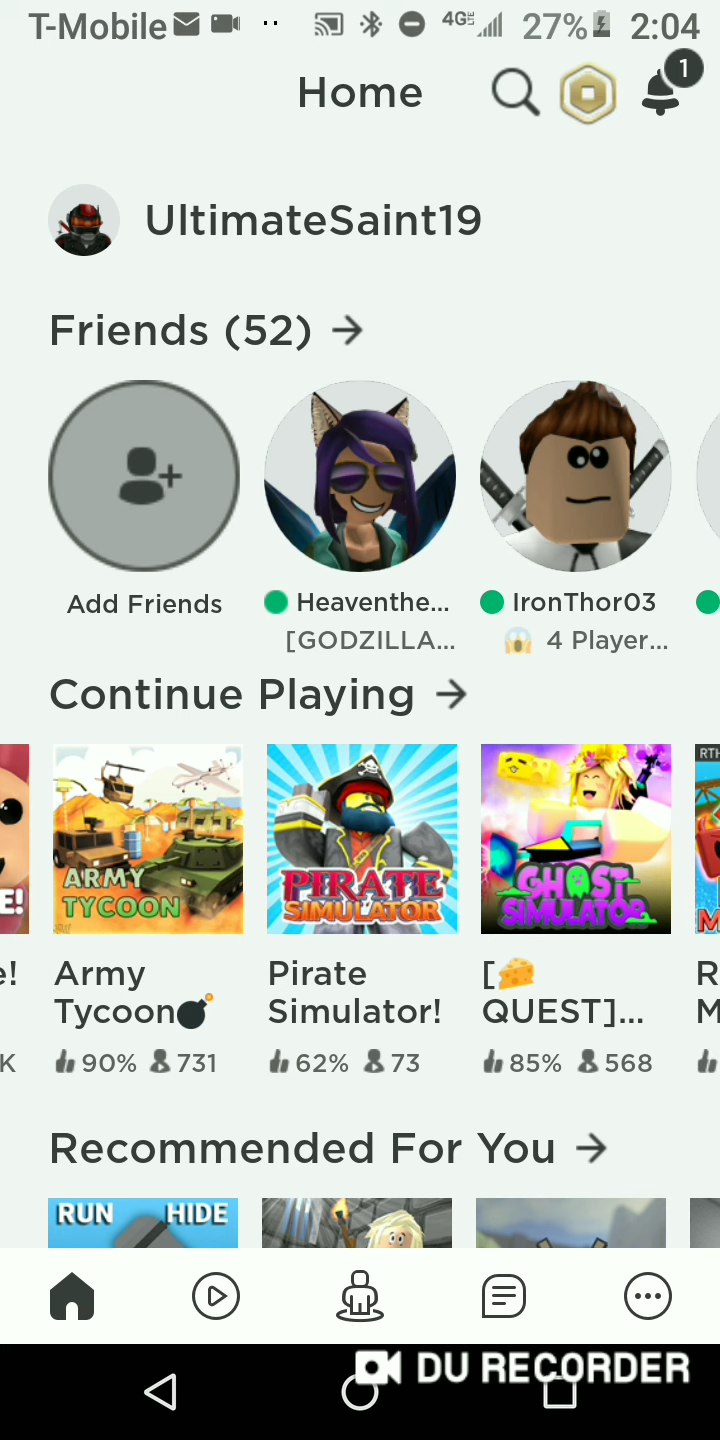 T-Mobile 4G LTE 27% 2:04
Home 1
UltimateSaint19
Friends (52)
Add Friends Heaventhe... IronThor03
[GODZILLA... 😱 4 Player...
Continue Playing
RTH
ARMY TYCOON
PIRATE SIMULATOR
GHOST SIMULATOR
E!
M
e! Army Pirate [🧀 R
Tycoon💣 Simulator! QUEST]... M
K 90% 731 62% 73 85% 568
Recommended For You
RUN HIDE
DU RECORDER